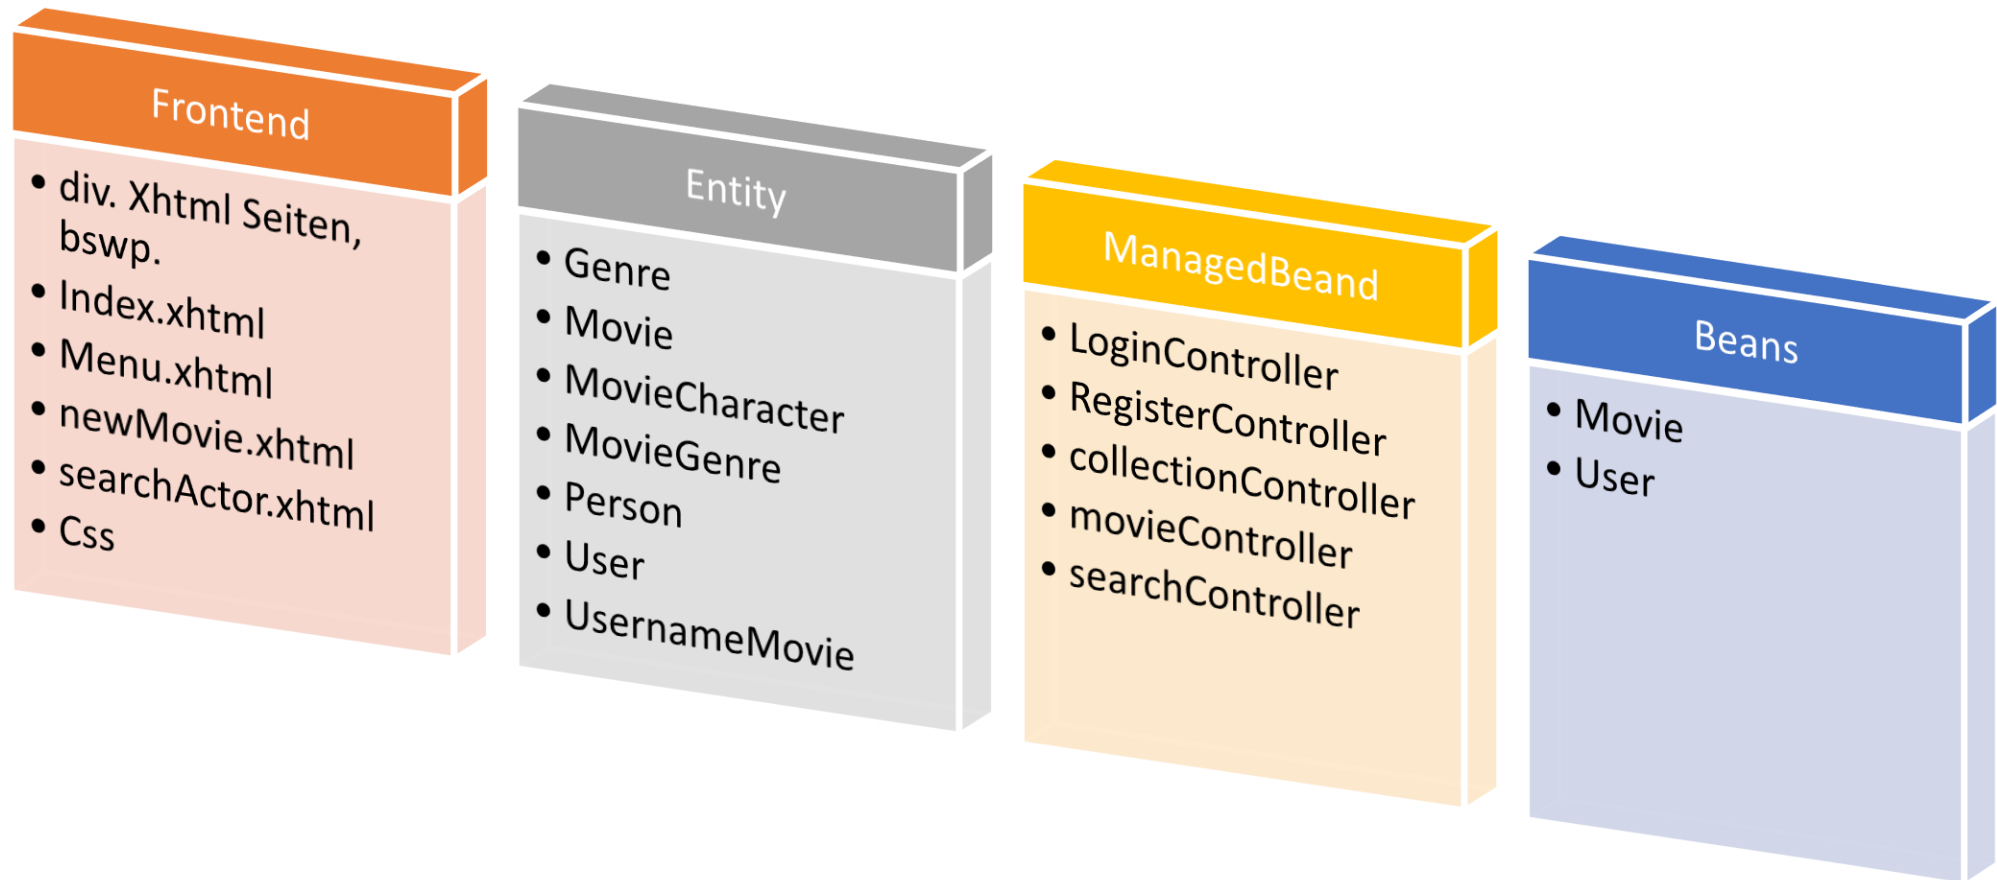 Frontend
• div. Xhtml Seiten,
bswp.
• Index.xhtml
• Menu.xhtml
• newMovie.xhtml
• searchActor.xhtml
• Css
Entity
• Genre
• Movie
• MovieCharacter
• MovieGenre
• Person
• User
• UsernameMovie
ManagedBeand
• LoginController
• RegisterController
• collectionController
• movieController
• searchController
Beans
• Movie
• User